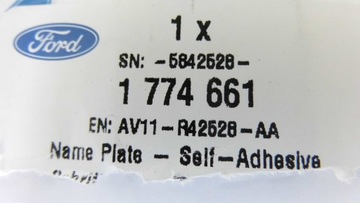 Ford
1 x
SN: -5842528-
1 774 661
EN: AV11-R42528-AA
Name Plate - Self-Adhesive